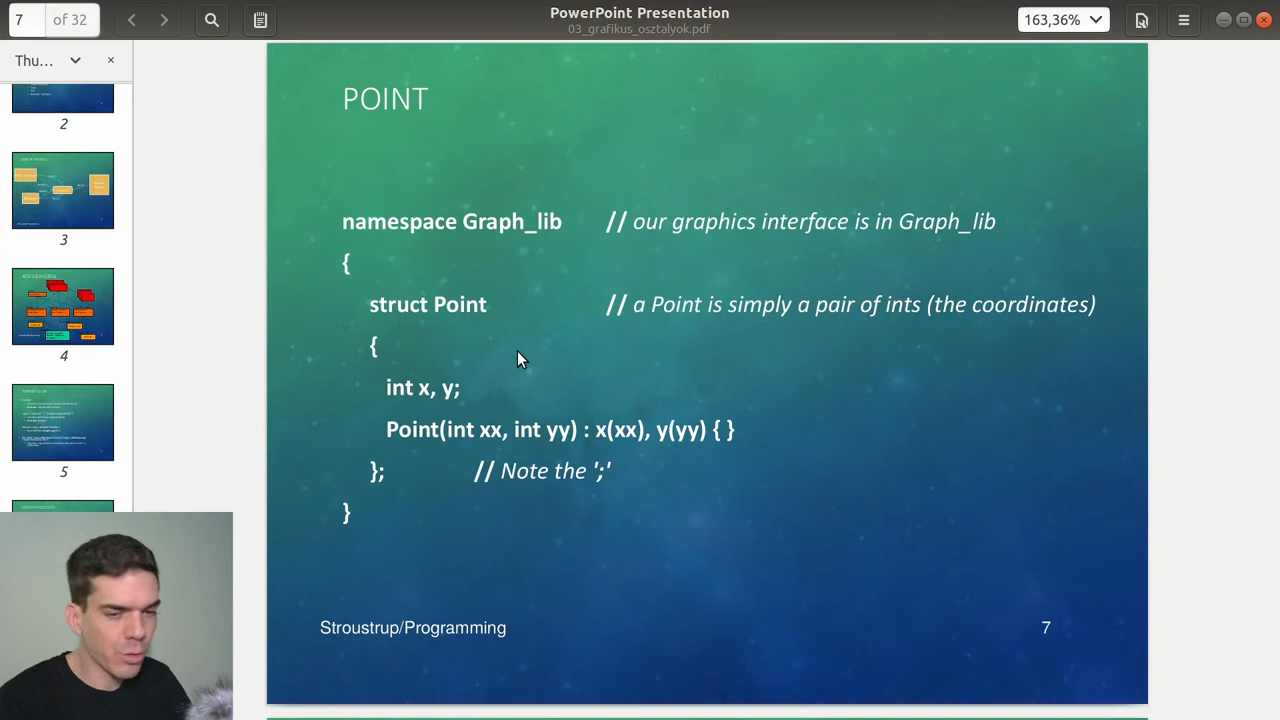 7 of 32
PowerPoint Presentation
03_grafikus_osztalyok.pdf
163,36%
Thu...
2
3
4
5
POINT
namespace Graph_lib // our graphics interface is in Graph_lib
{
struct Point // a Point is simply a pair of ints (the coordinates)
{
int x, y;
Point(int xx, int yy) : x(xx), y(yy) { }
}; // Note the ';'
}
Stroustrup/Programming
7